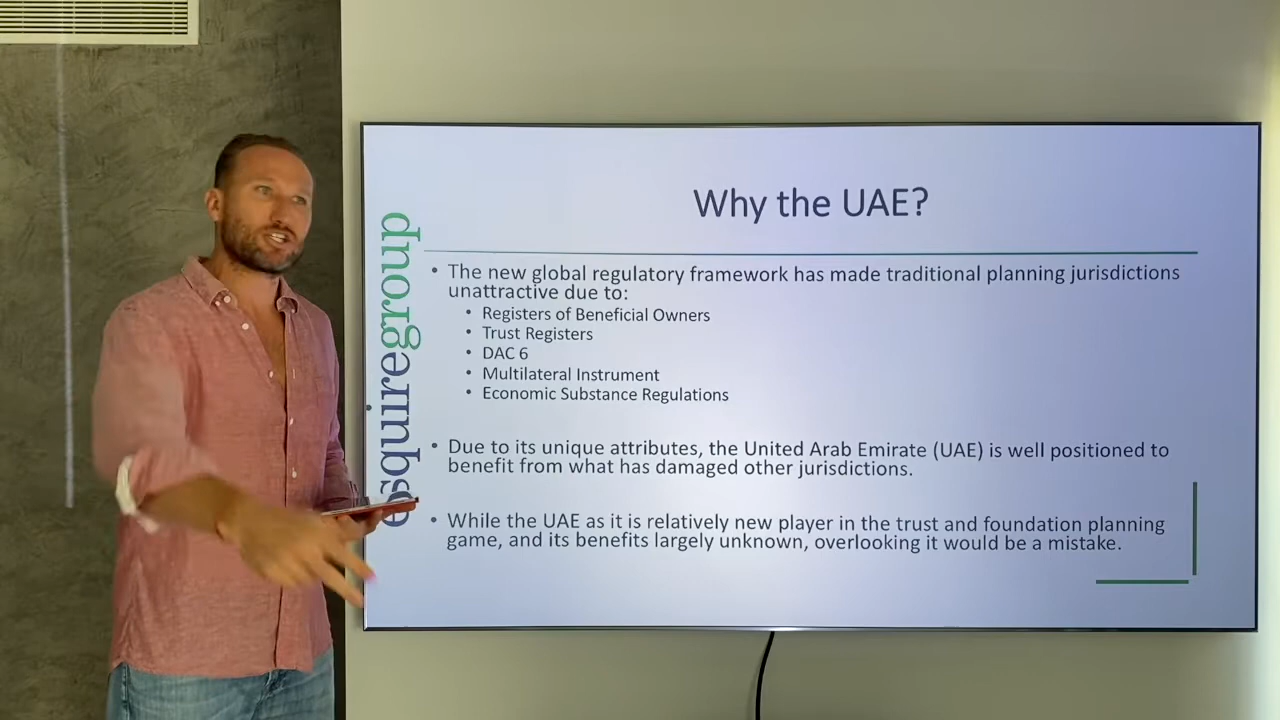 Why the UAE?
esquiregroup
• The new global regulatory framework has made traditional planning jurisdictions
unattractive due to:
• Registers of Beneficial Owners
• Trust Registers
• DAC 6
• Multilateral Instrument
• Economic Substance Regulations
• Due to its unique attributes, the United Arab Emirate (UAE) is well positioned to
benefit from what has damaged other jurisdictions.
• While the UAE as it is relatively new player in the trust and foundation planning
game, and its benefits largely unknown, overlooking it would be a mistake.